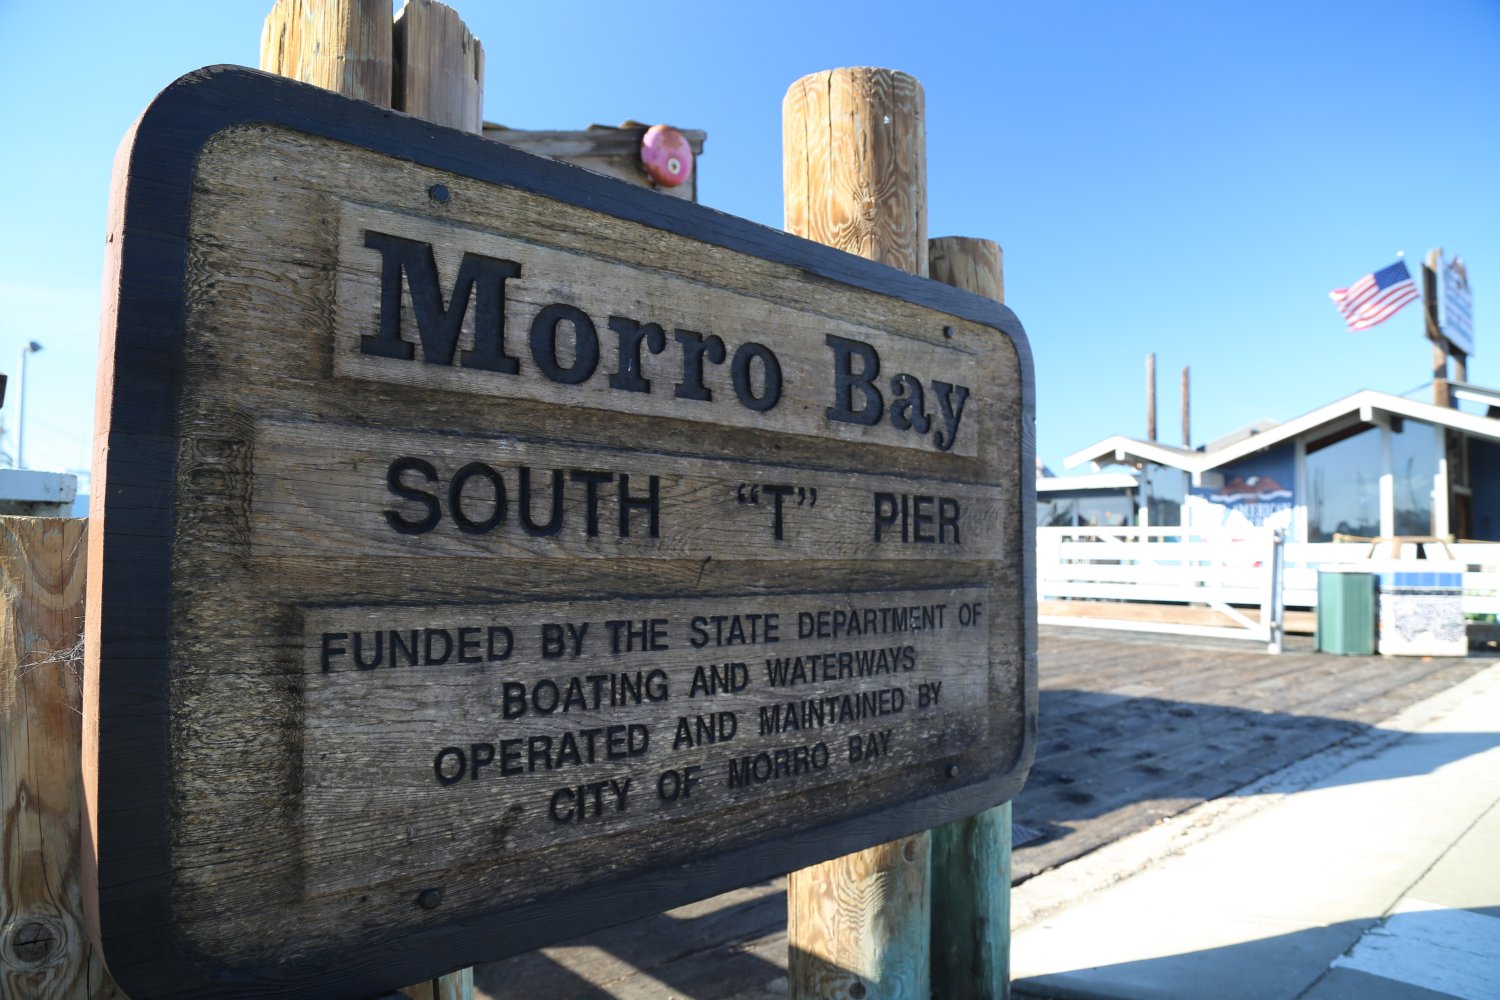 Morro Bay
SOUTH “T” PIER
FUNDED BY THE STATE DEPARTMENT OF
BOATING AND WATERWAYS
OPERATED AND MAINTAINED BY
CITY OF MORRO BAY